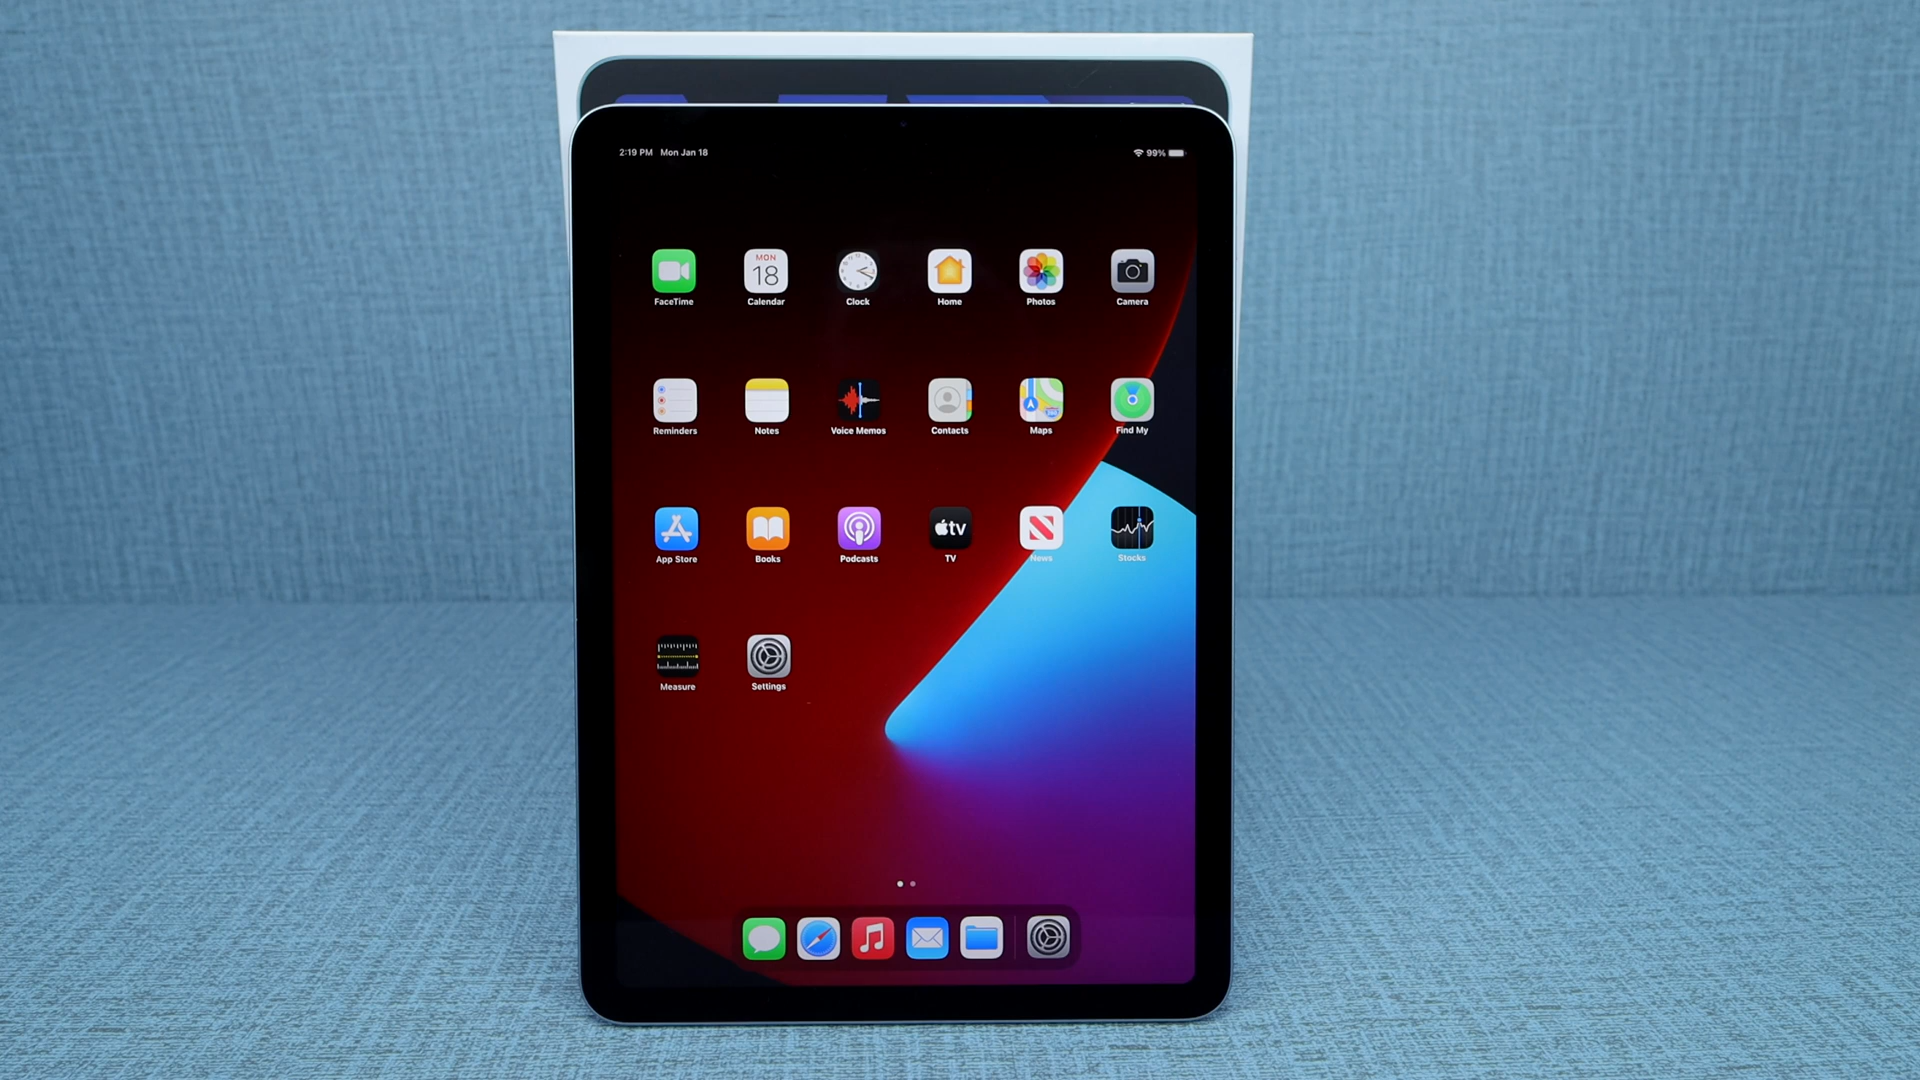 2:19 PM Mon Jan 18 99%
MON
18
FaceTime Calendar Clock Home Photos Camera
Reminders Notes Voice Memos Contacts Maps Find My
tv
App Store Books Podcasts TV News Stocks
Measure Settings